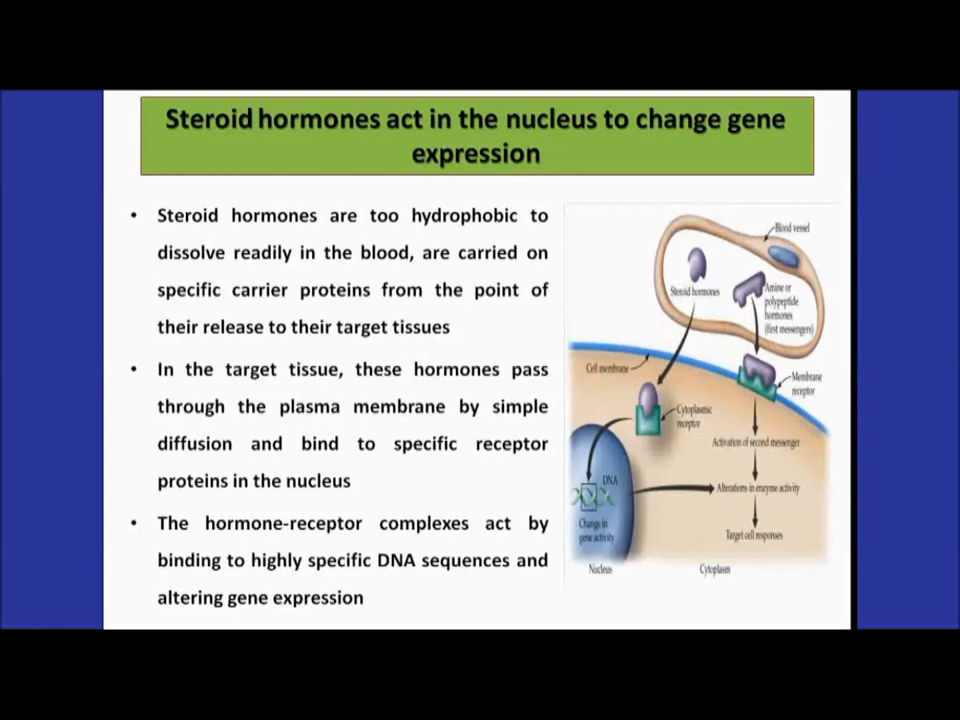 Steroid hormones act in the nucleus to change gene
expression
• Steroid hormones are too hydrophobic to
dissolve readily in the blood, are carried on
specific carrier proteins from the point of
their release to their target tissues
• In the target tissue, these hormones pass
through the plasma membrane by simple
diffusion and bind to specific receptor
proteins in the nucleus
• The hormone-receptor complexes act by
binding to highly specific DNA sequences and
altering gene expression
Blood vessel
Steroid hormones
Amine or
polypeptide
hormones
(first messengers)
Cell membrane
Membrane
receptor
Cytoplasmic
receptor
Activation of second messenger
DNA
Alterations in enzyme activity
Change in
gene activity
Target cell responses
Nucleus
Cytoplasm